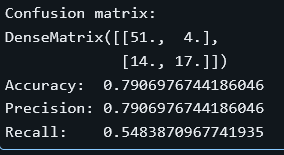 Confusion matrix:
DenseMatrix([[51., 4.],
[14., 17.]])
Accuracy: 0.7906976744186046
Precision: 0.7906976744186046
Recall: 0.5483870967741935